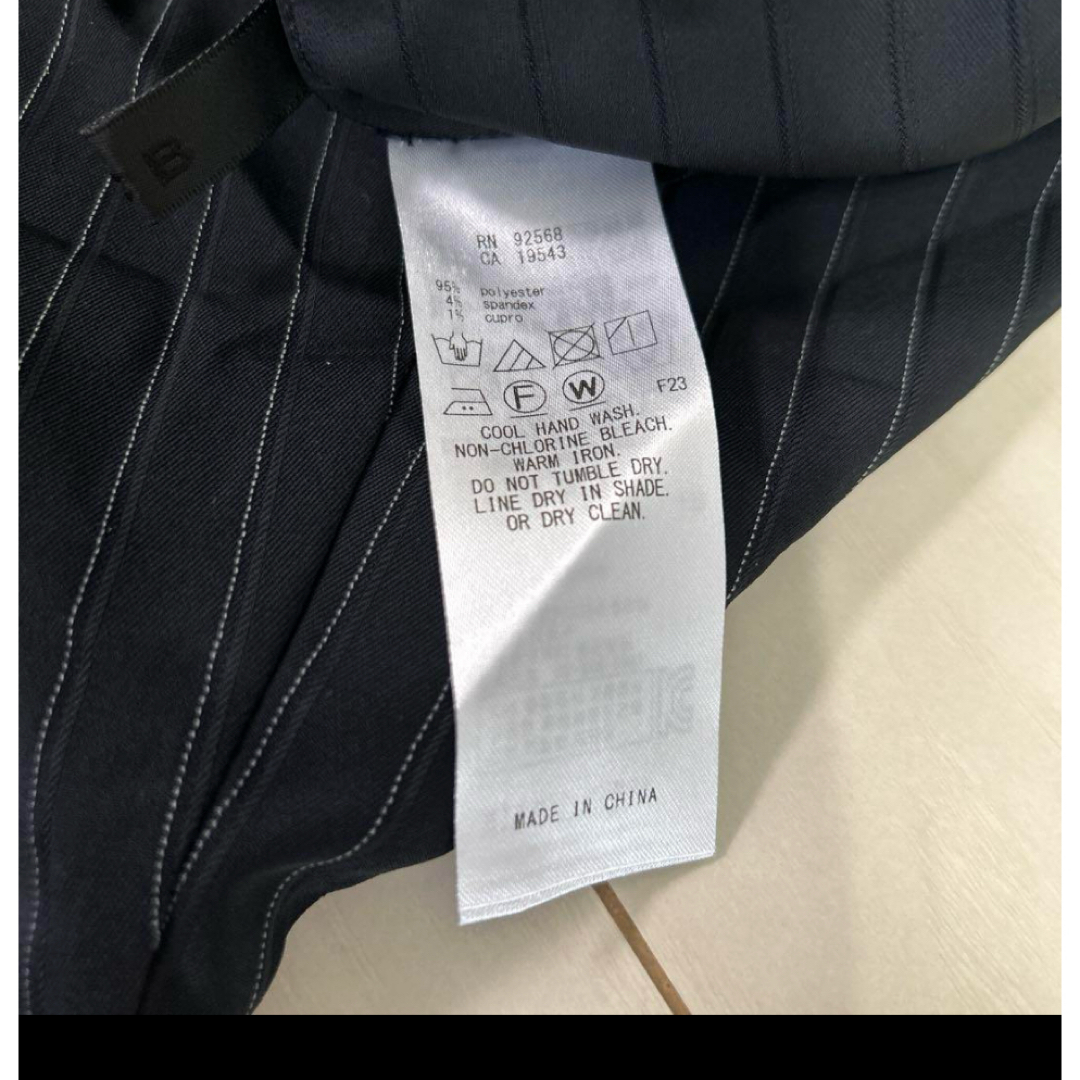 8
RN 92568
CA 19543
95% polyester
4% spandex
1% cupro
F W F23
COOL HAND WASH.
NON-CHLORINE BLEACH.
WARM IRON.
DO NOT TUMBLE DRY.
LINE DRY IN SHADE.
OR DRY CLEAN.
MADE IN CHINA